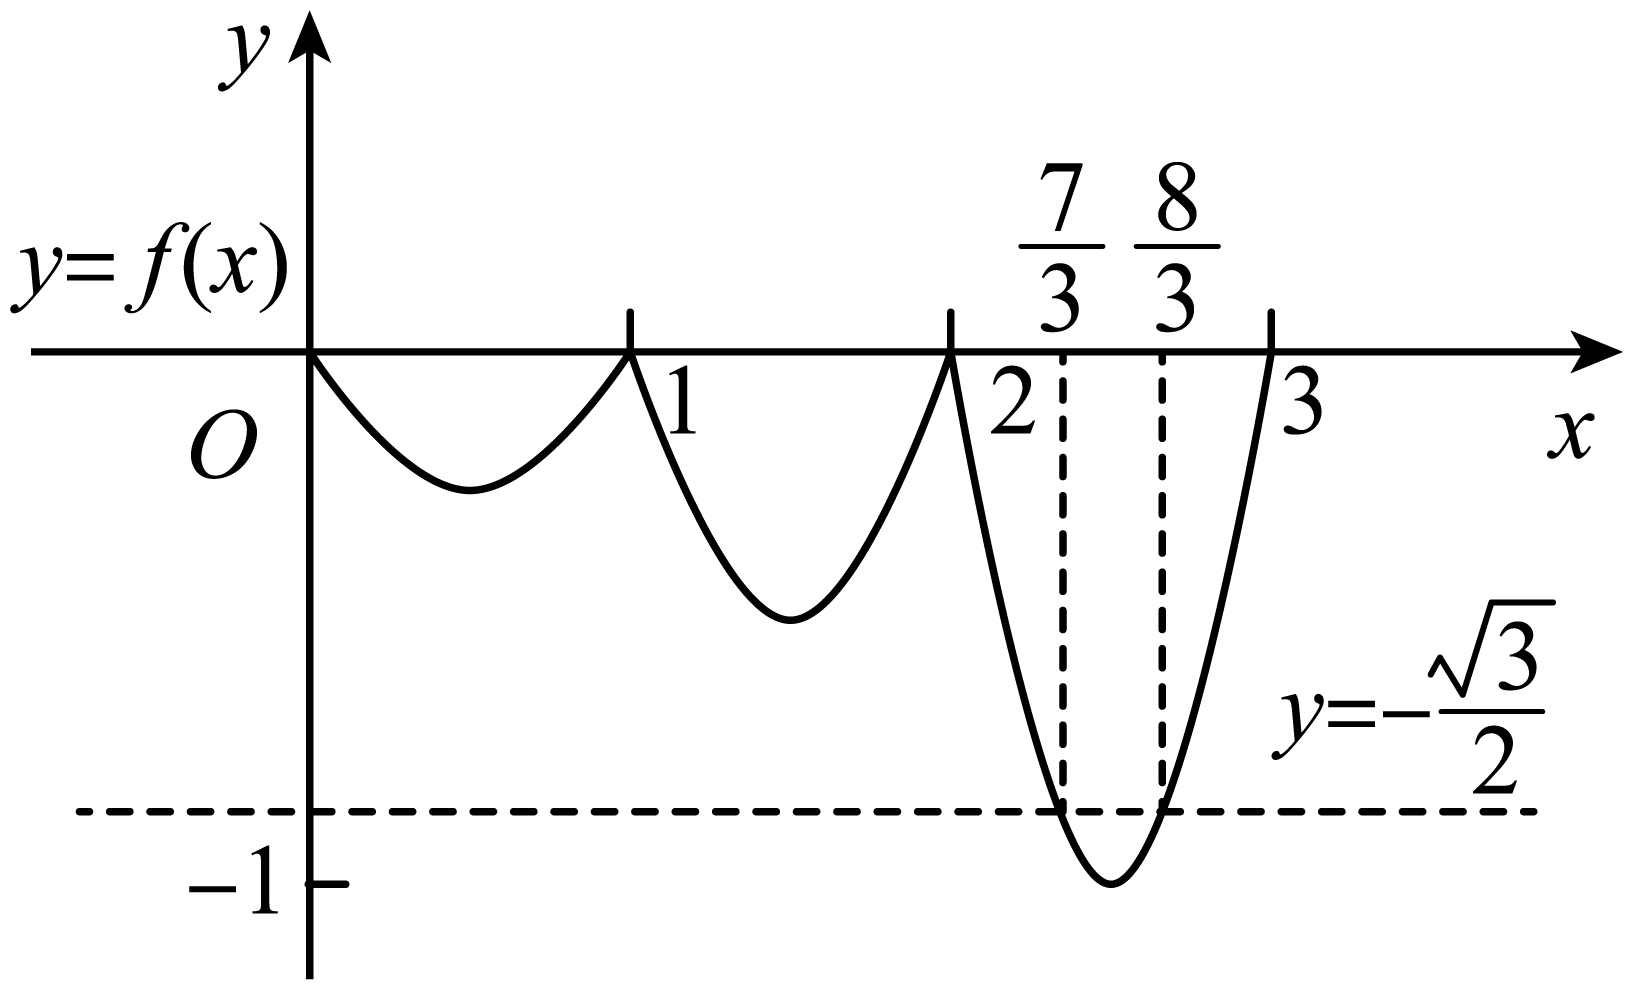 y
y=f(x)
7/3 8/3
O 1 2 3 x
y=-√3/2
-1